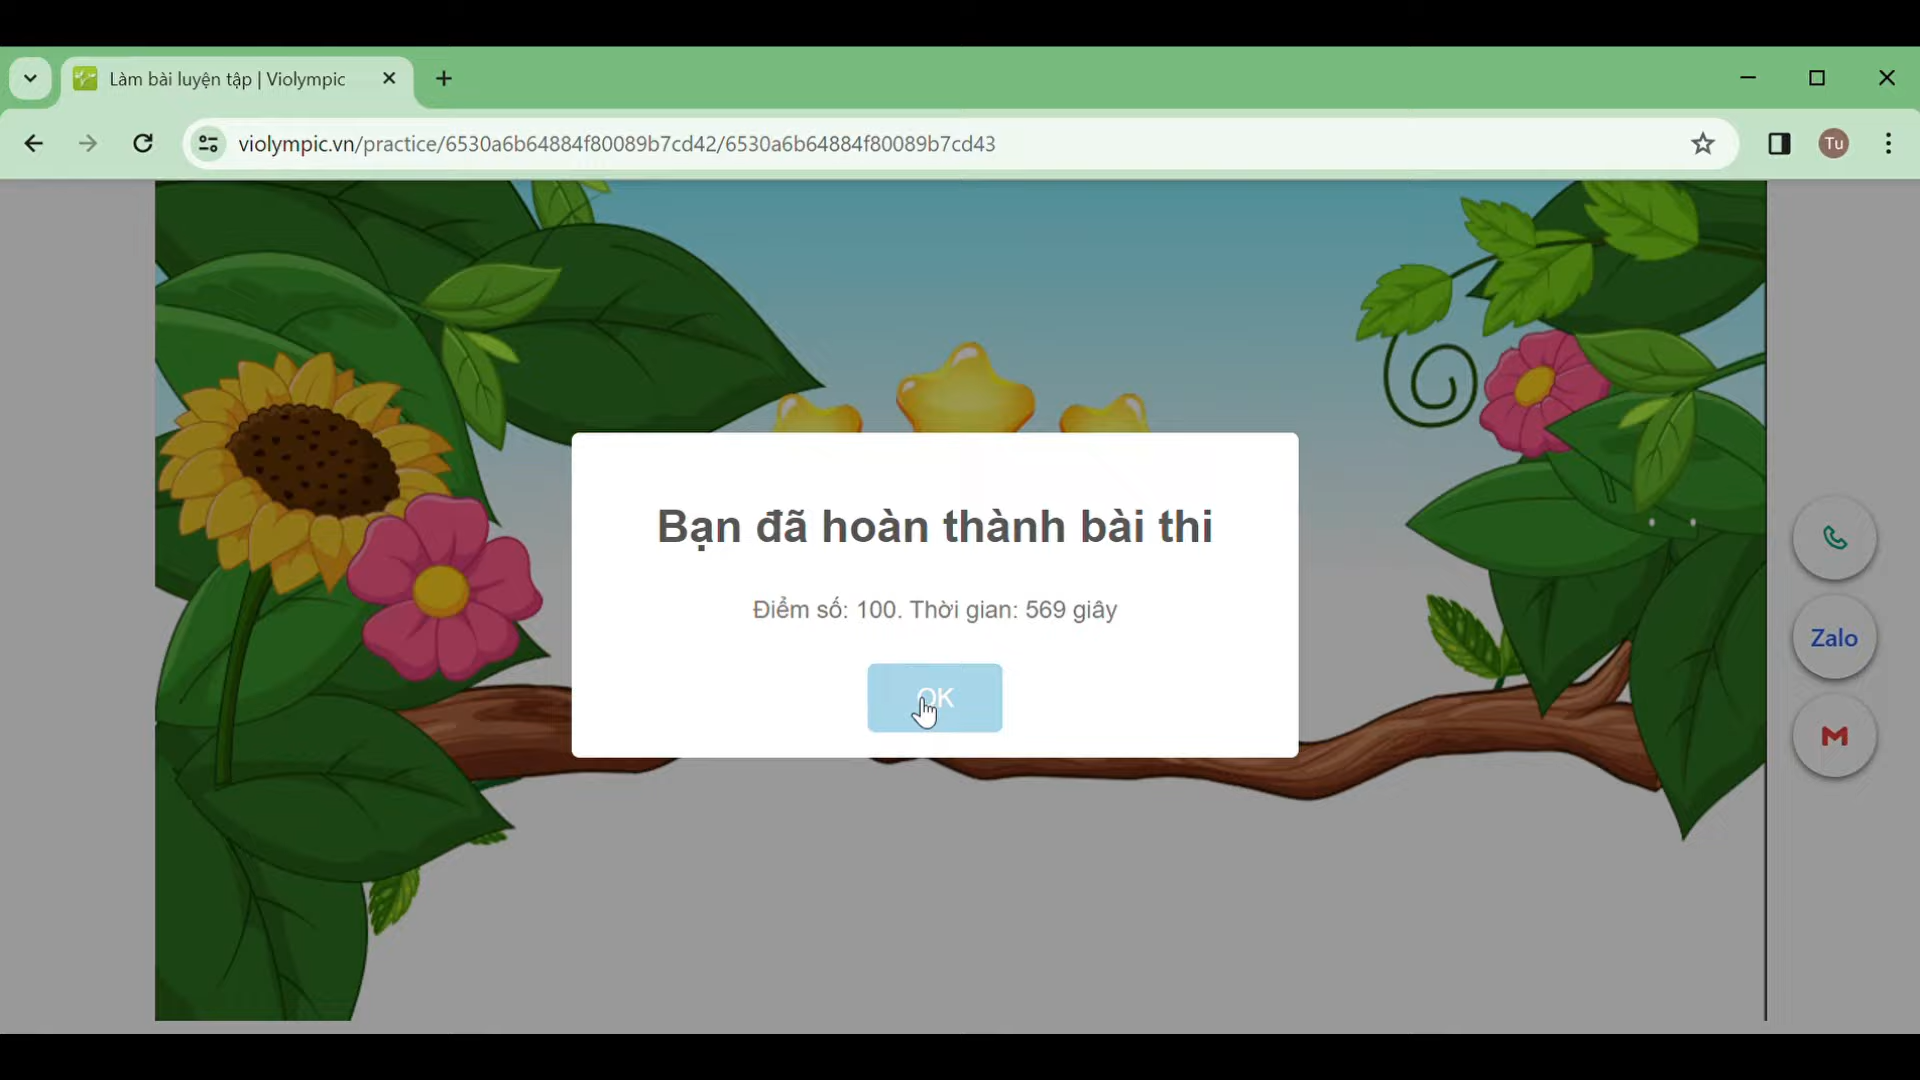 Làm bài luyện tập | Violympic
violympic.vn/practice/6530a6b64884f80089b7cd42/6530a6b64884f80089b7cd43
Tu
Bạn đã hoàn thành bài thi
Điểm số: 100. Thời gian: 569 giây
OK
Zalo